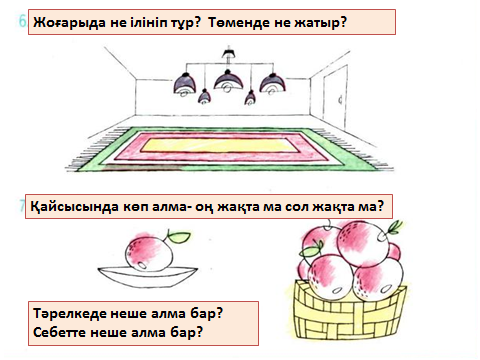 6 Жоғарыда не ілініп тұр? Төменде не жатыр?
7 Қайсысында көп алма- оң жақта ма сол жақта ма?
Тәрелкеде неше алма бар?
Себетте неше алма бар?